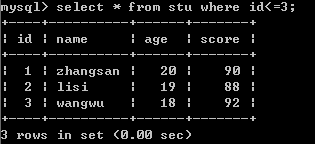 mysql> select * from stu where id<=3;
+----+----------+------+-------+
| id | name     | age  | score |
+----+----------+------+-------+
|  1 | zhangsan |   20 |    90 |
|  2 | lisi     |   19 |    88 |
|  3 | wangwu   |   18 |    92 |
+----+----------+------+-------+
3 rows in set (0.00 sec)